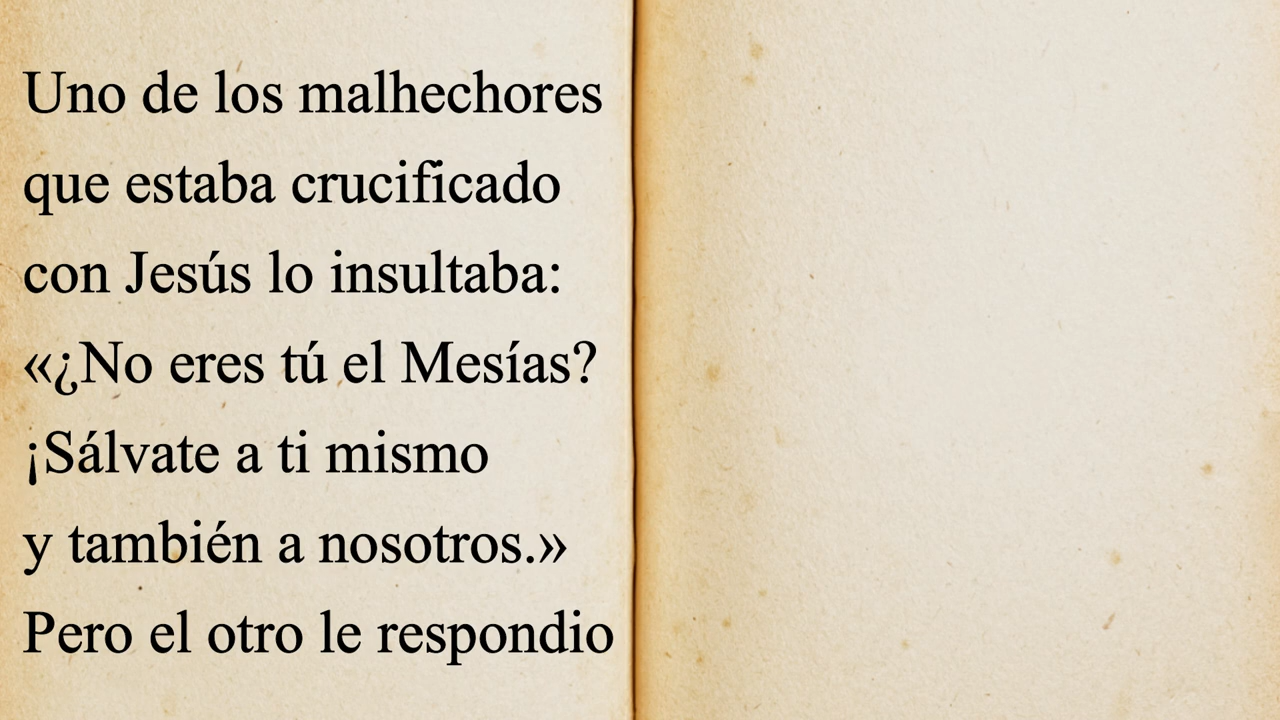 Uno de los malhechores
que estaba crucificado
con Jesús lo insultaba:
«¿No eres tú el Mesías?
¡Sálvate a ti mismo
y también a nosotros.»
Pero el otro le respondio